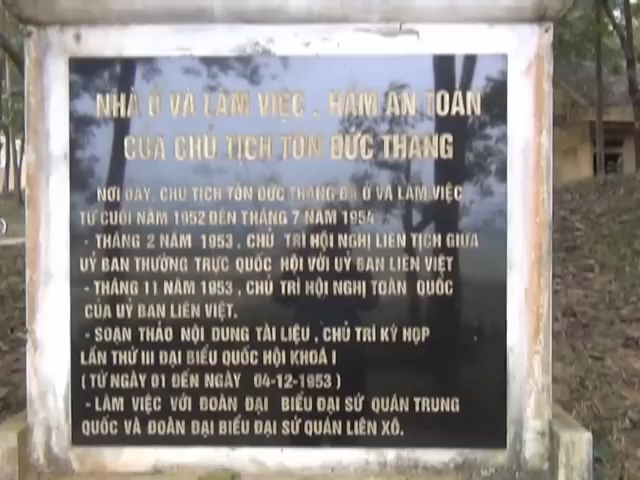 NHÀ Ở VÀ LÀM VIỆC , HẦM AN TOÀN
CỦA CHỦ TỊCH TÔN ĐỨC THẮNG
NƠI ĐÂY, CHỦ TỊCH TÔN ĐỨC THẮNG ĐÃ Ở VÀ LÀM VIỆC
TỪ CUỐI NĂM 1952 ĐẾN THÁNG 7 NĂM 1954
- THÁNG 2 NĂM 1953 , CHỦ TRÌ HỘI NGHỊ LIÊN TỊCH GIỮA
UỶ BAN THƯỜNG TRỰC QUỐC HỘI VỚI UỶ BAN LIÊN VIỆT
- THÁNG 11 NĂM 1953 , CHỦ TRÌ HỘI NGHỊ TOÀN QUỐC
CỦA UỶ BAN LIÊN VIỆT.
- SOẠN THẢO NỘI DUNG TÀI LIỆU , CHỦ TRÌ KỲ HỌP
LẦN THỨ III ĐẠI BIỂU QUỐC HỘI KHOÁ I
( TỪ NGÀY 01 ĐẾN NGÀY 04-12-1953 )
- LÀM VIỆC VỚI ĐOÀN ĐẠI BIỂU ĐẠI SỨ QUÁN TRUNG
QUỐC VÀ ĐOÀN ĐẠI BIỂU ĐẠI SỨ QUÁN LIÊN XÔ.